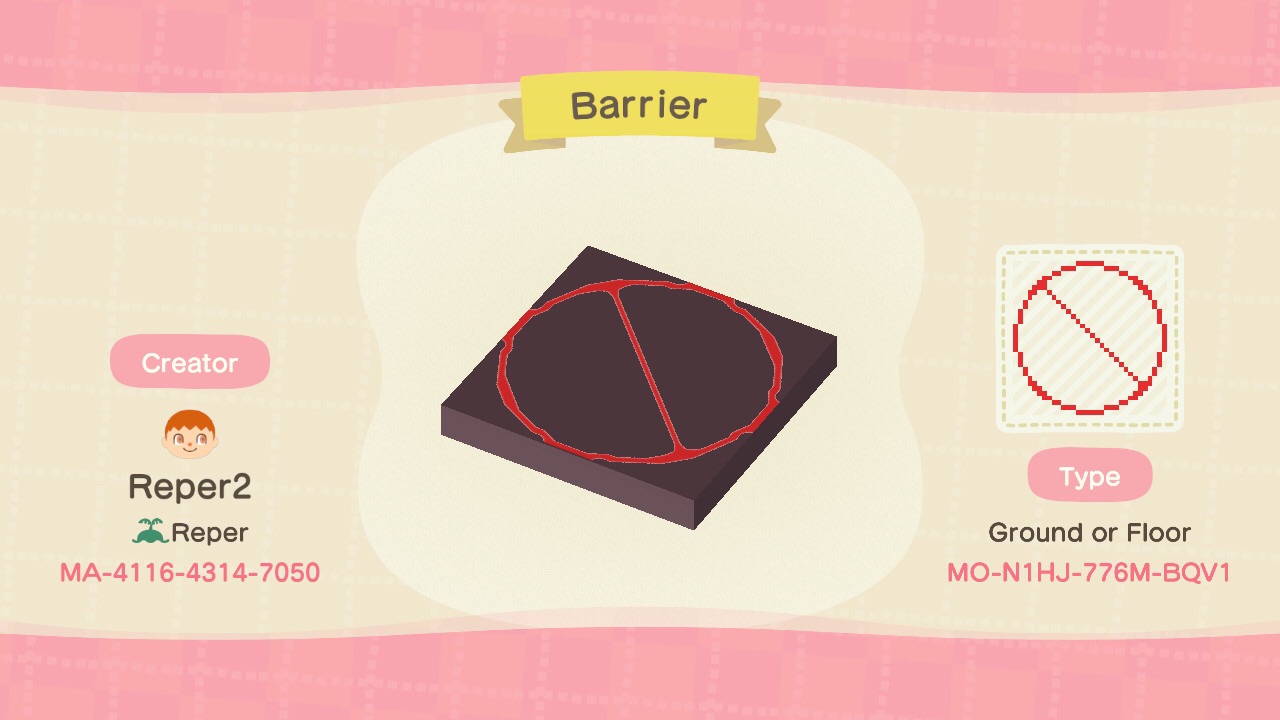 Barrier
Creator
Reper2
Reper
MA-4116-4314-7050
Type
Ground or Floor
MO-N1HJ-776M-BQV1